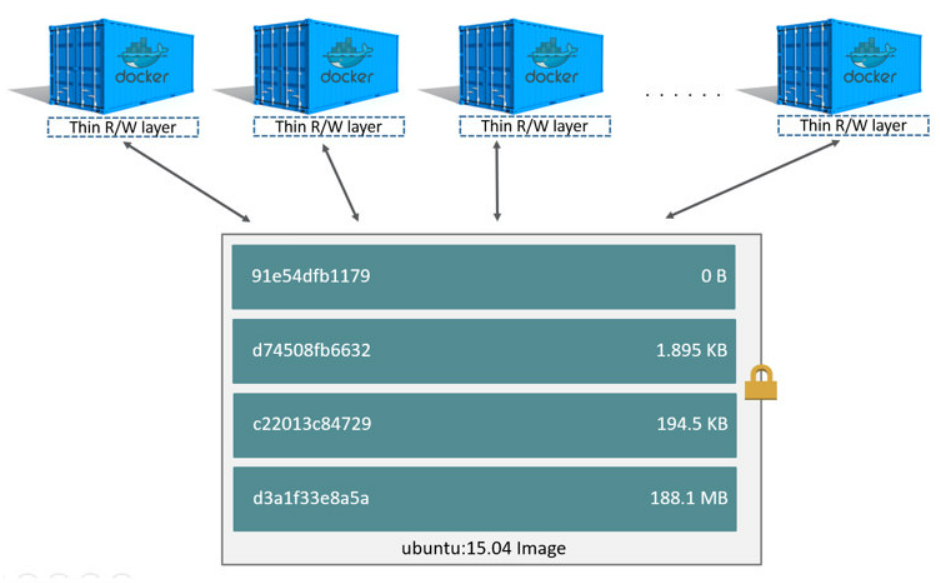 docker docker docker docker
Thin R/W layer Thin R/W layer Thin R/W layer . . . . . . Thin R/W layer
91e54dfb1179 0 B
d74508fb6632 1.895 KB
c22013c84729 194.5 KB
d3a1f33e8a5a 188.1 MB
ubuntu:15.04 Image